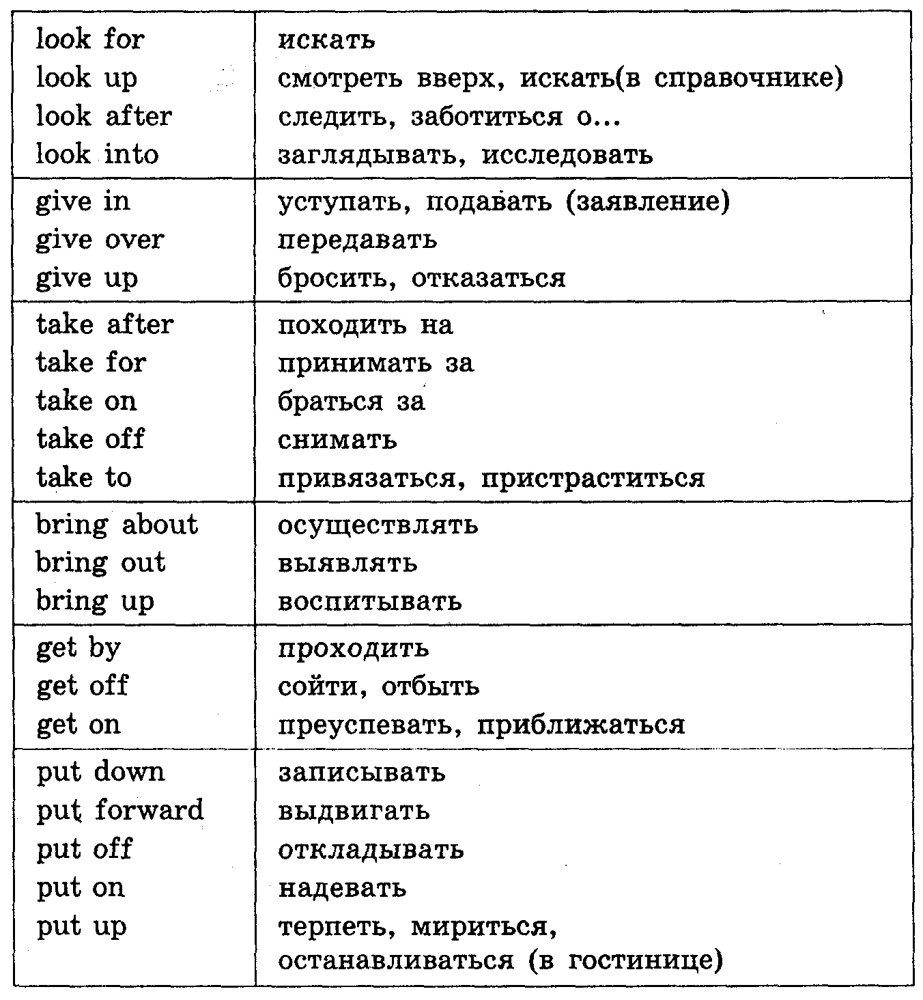 look for искать
look up смотреть вверх, искать(в справочнике)
look after следить, заботиться о...
look into заглядывать, исследовать
give in уступать, подавать (заявление)
give over передавать
give up бросить, отказаться
take after походить на
take for принимать за
take on браться за
take off снимать
take to привязаться, пристраститься
bring about осуществлять
bring out выявлять
bring up воспитывать
get by проходить
get off сойти, отбыть
get on преуспевать, приближаться
put down записывать
put forward выдвигать
put off откладывать
put on надевать
put up терпеть, мириться,
останавливаться (в гостинице)